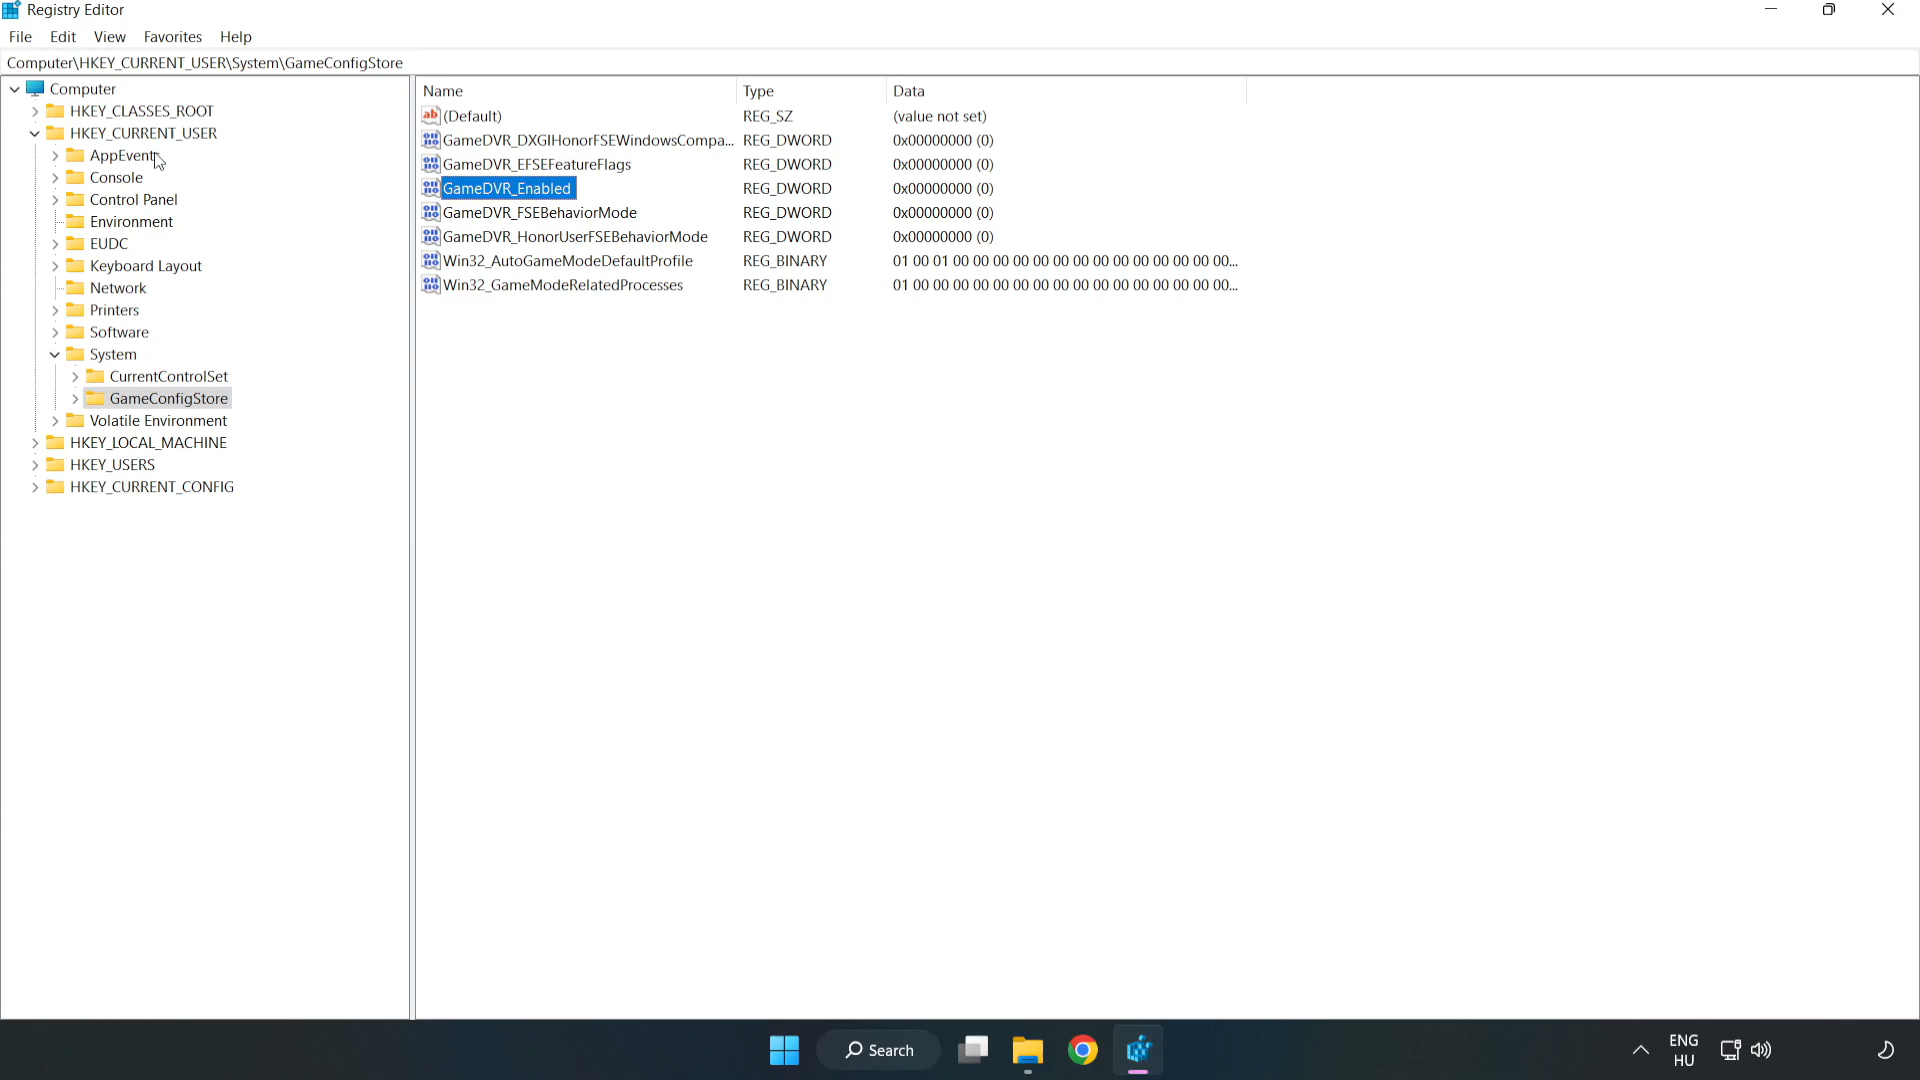 Registry Editor
File Edit View Favorites Help
Computer\HKEY_CURRENT_USER\System\GameConfigStore
Computer
HKEY_CLASSES_ROOT
HKEY_CURRENT_USER
AppEvents
Console
Control Panel
Environment
EUDC
Keyboard Layout
Network
Printers
Software
System
CurrentControlSet
GameConfigStore
Volatile Environment
HKEY_LOCAL_MACHINE
HKEY_USERS
HKEY_CURRENT_CONFIG
Name Type Data
(Default) REG_SZ (value not set)
GameDVR_DXGIHonorFSEWindowsCompa... REG_DWORD 0x00000000 (0)
GameDVR_EFSEFeatureFlags REG_DWORD 0x00000000 (0)
GameDVR_Enabled REG_DWORD 0x00000000 (0)
GameDVR_FSEBehaviorMode REG_DWORD 0x00000000 (0)
GameDVR_HonorUserFSEBehaviorMode REG_DWORD 0x00000000 (0)
Win32_AutoGameModeDefaultProfile REG_BINARY 01 00 01 00 00 00 00 00 00 00 00 00 00 00 00 00 00...
Win32_GameModeRelatedProcesses REG_BINARY 01 00 00 00 00 00 00 00 00 00 00 00 00 00 00 00 00...
Search
ENG
HU